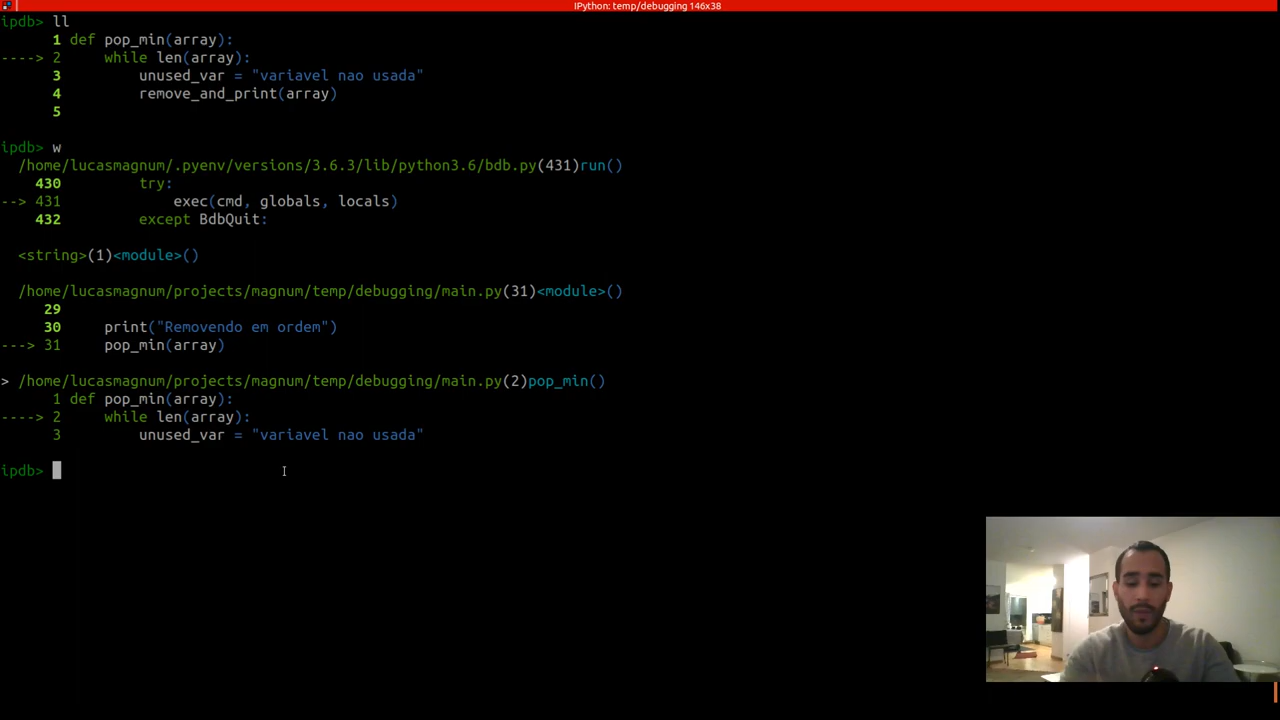 IPython: temp/debugging 146x38
ipdb> ll
1 def pop_min(array):
----> 2     while len(array):
3         unused_var = "variavel nao usada"
4         remove_and_print(array)
5
ipdb> w
/home/lucasmagnum/.pyenv/versions/3.6.3/lib/python3.6/bdb.py(431)run()
430         try:
--> 431             exec(cmd, globals, locals)
432         except BdbQuit:
<string>(1)<module>()
/home/lucasmagnum/projects/magnum/temp/debugging/main.py(31)<module>()
29
30     print("Removendo em ordem")
---> 31     pop_min(array)
> /home/lucasmagnum/projects/magnum/temp/debugging/main.py(2)pop_min()
1 def pop_min(array):
----> 2     while len(array):
3         unused_var = "variavel nao usada"
ipdb>